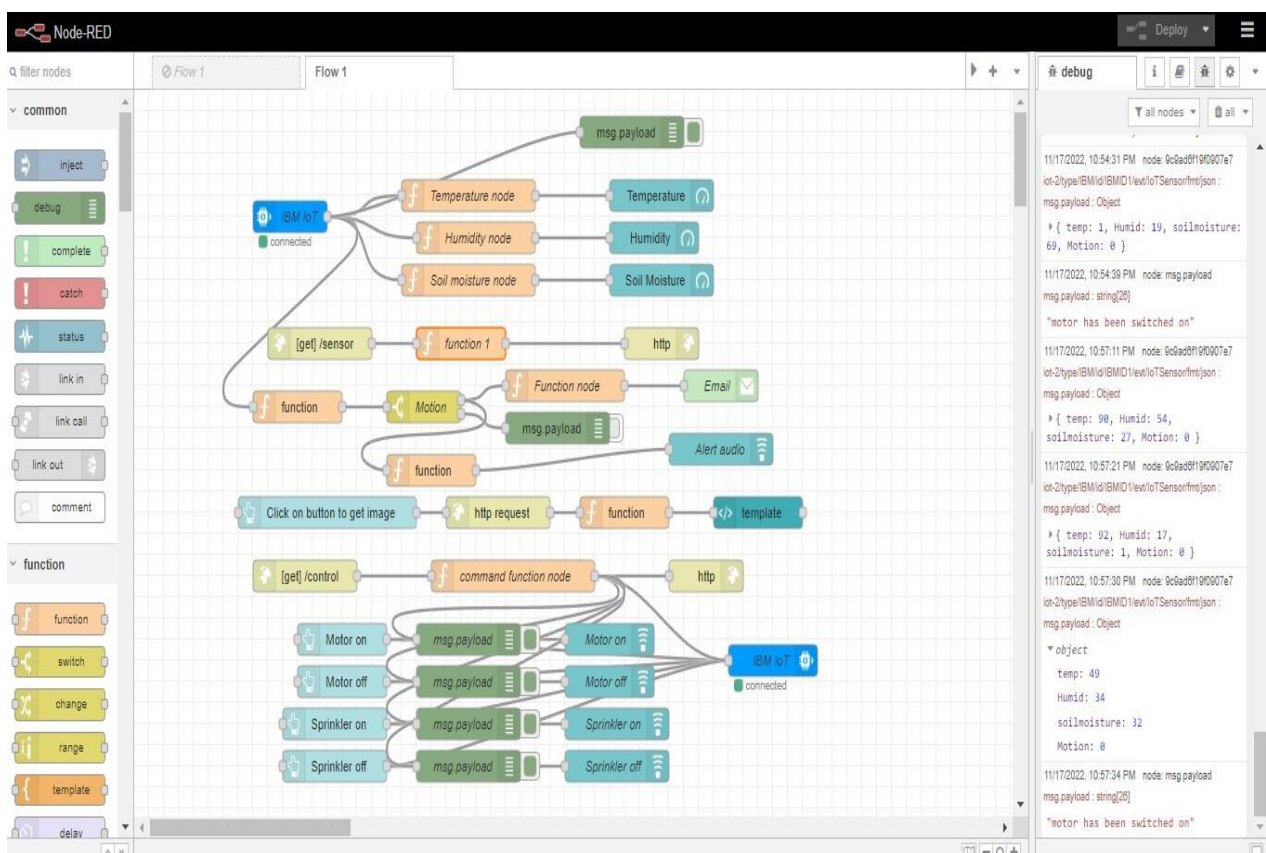 Node-RED
Deploy
filter nodes
Flow 1
Flow 1
debug
all nodes
all
common
inject
debug
complete
catch
status
link in
link call
link out
comment
function
function
switch
change
range
template
delay
msg.payload
IBM IoT
connected
Temperature node
Temperature
Humidity node
Humidity
Soil moisture node
Soil Moisture
[get] /sensor
function 1
http
function
Motion
Function node
Email
msg.payload
function
Alert audio
Click on button to get image
http request
function
template
[get] /control
command function node
http
Motor on
msg.payload
Motor on
IBM IoT
connected
Motor off
msg.payload
Motor off
Sprinkler on
msg.payload
Sprinkler on
Sprinkler off
msg.payload
Sprinkler off
11/17/2022, 10:54:31 PM node: 9c9ad6f19f0907e7
iot-2/type/IBM/id/IBMID1/evt/IoTSensor/fmt/json :
msg.payload : Object
{ temp: 1, Humid: 19, soilmoisture:
69, Motion: 0 }
11/17/2022, 10:54:39 PM node: msg.payload
msg.payload : string[26]
"motor has been switched on"
11/17/2022, 10:57:11 PM node: 9c9ad6f19f0907e7
iot-2/type/IBM/id/IBMID1/evt/IoTSensor/fmt/json :
msg.payload : Object
{ temp: 90, Humid: 54,
soilmoisture: 27, Motion: 0 }
11/17/2022, 10:57:21 PM node: 9c9ad6f19f0907e7
iot-2/type/IBM/id/IBMID1/evt/IoTSensor/fmt/json :
msg.payload : Object
{ temp: 92, Humid: 17,
soilmoisture: 1, Motion: 0 }
11/17/2022, 10:57:30 PM node: 9c9ad6f19f0907e7
iot-2/type/IBM/id/IBMID1/evt/IoTSensor/fmt/json :
msg.payload : Object
object
temp: 49
Humid: 34
soilmoisture: 32
Motion: 0
11/17/2022, 10:57:34 PM node: msg.payload
msg.payload : string[26]
"motor has been switched on"